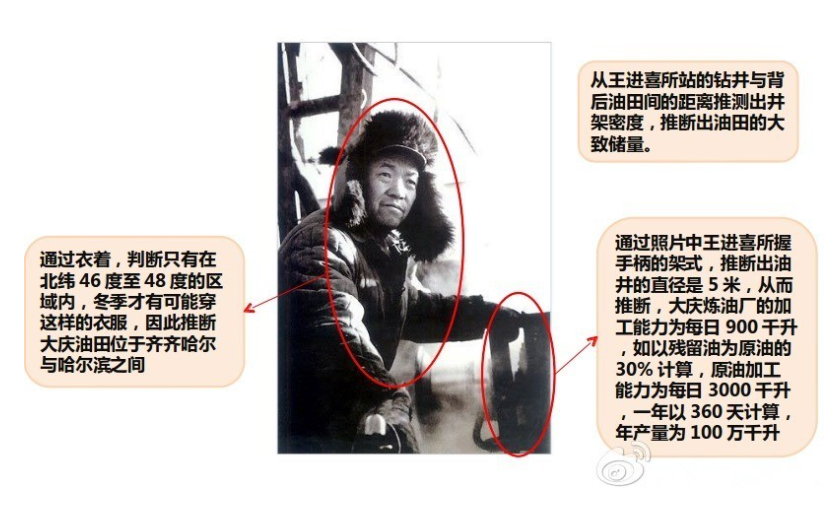 从王进喜所站的钻井与背
后油田间的距离推测出井
架密度，推断出油田的大
致储量。
通过衣着，判断只有在
北纬 46 度至 48 度的区
域内，冬季才有可能穿
这样的衣服，因此推断
大庆油田位于齐齐哈尔
与哈尔滨之间
通过照片中王进喜所握
手柄的架式，推断出油
井的直径是 5 米，从而
推断，大庆炼油厂的加
工能力为每日 900 千升
，如以残留油为原油的
30% 计算，原油加工
能力为每日 3000 千升
，一年以 360 天计算，
年产量为 100 万千升